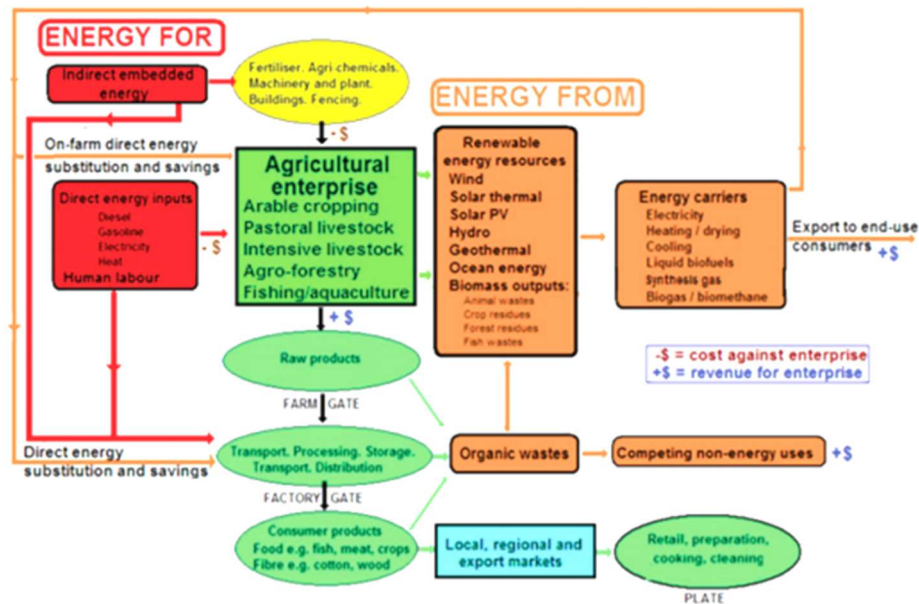 ENERGY FOR
Indirect embedded
energy
Fertiliser. Agri chemicals.
Machinery and plant.
Buildings. Fencing.
ENERGY FROM
- $
On-farm direct energy
substitution and savings
Agricultural
enterprise
Arable cropping
Pastoral livestock
Intensive livestock
Agro-forestry
Fishing/aquaculture
Direct energy inputs
Diesel
Gasoline
Electricity
Heat
Human labour
- $
Renewable
energy resources
Wind
Solar thermal
Solar PV
Hydro
Geothermal
Ocean energy
Biomass outputs:
Animal wastes
Crop residues
Forest residues
Fish wastes
Energy carriers
Electricity
Heating / drying
Cooling
Liquid biofuels
Synthesis gas
Biogas / biomethane
Export to end-use
consumers
+$
+ $
Raw products
-$ = cost against enterprise
+$ = revenue for enterprise
FARM GATE
Direct energy
substitution and savings
Transport. Processing. Storage.
Transport. Distribution
Organic wastes
Competing non-energy uses
+$
FACTORY GATE
Consumer products
Food e.g. fish, meat, crops
Fibre e.g. cotton, wood
Local, regional and
export markets
Retail, preparation,
cooking, cleaning
PLATE